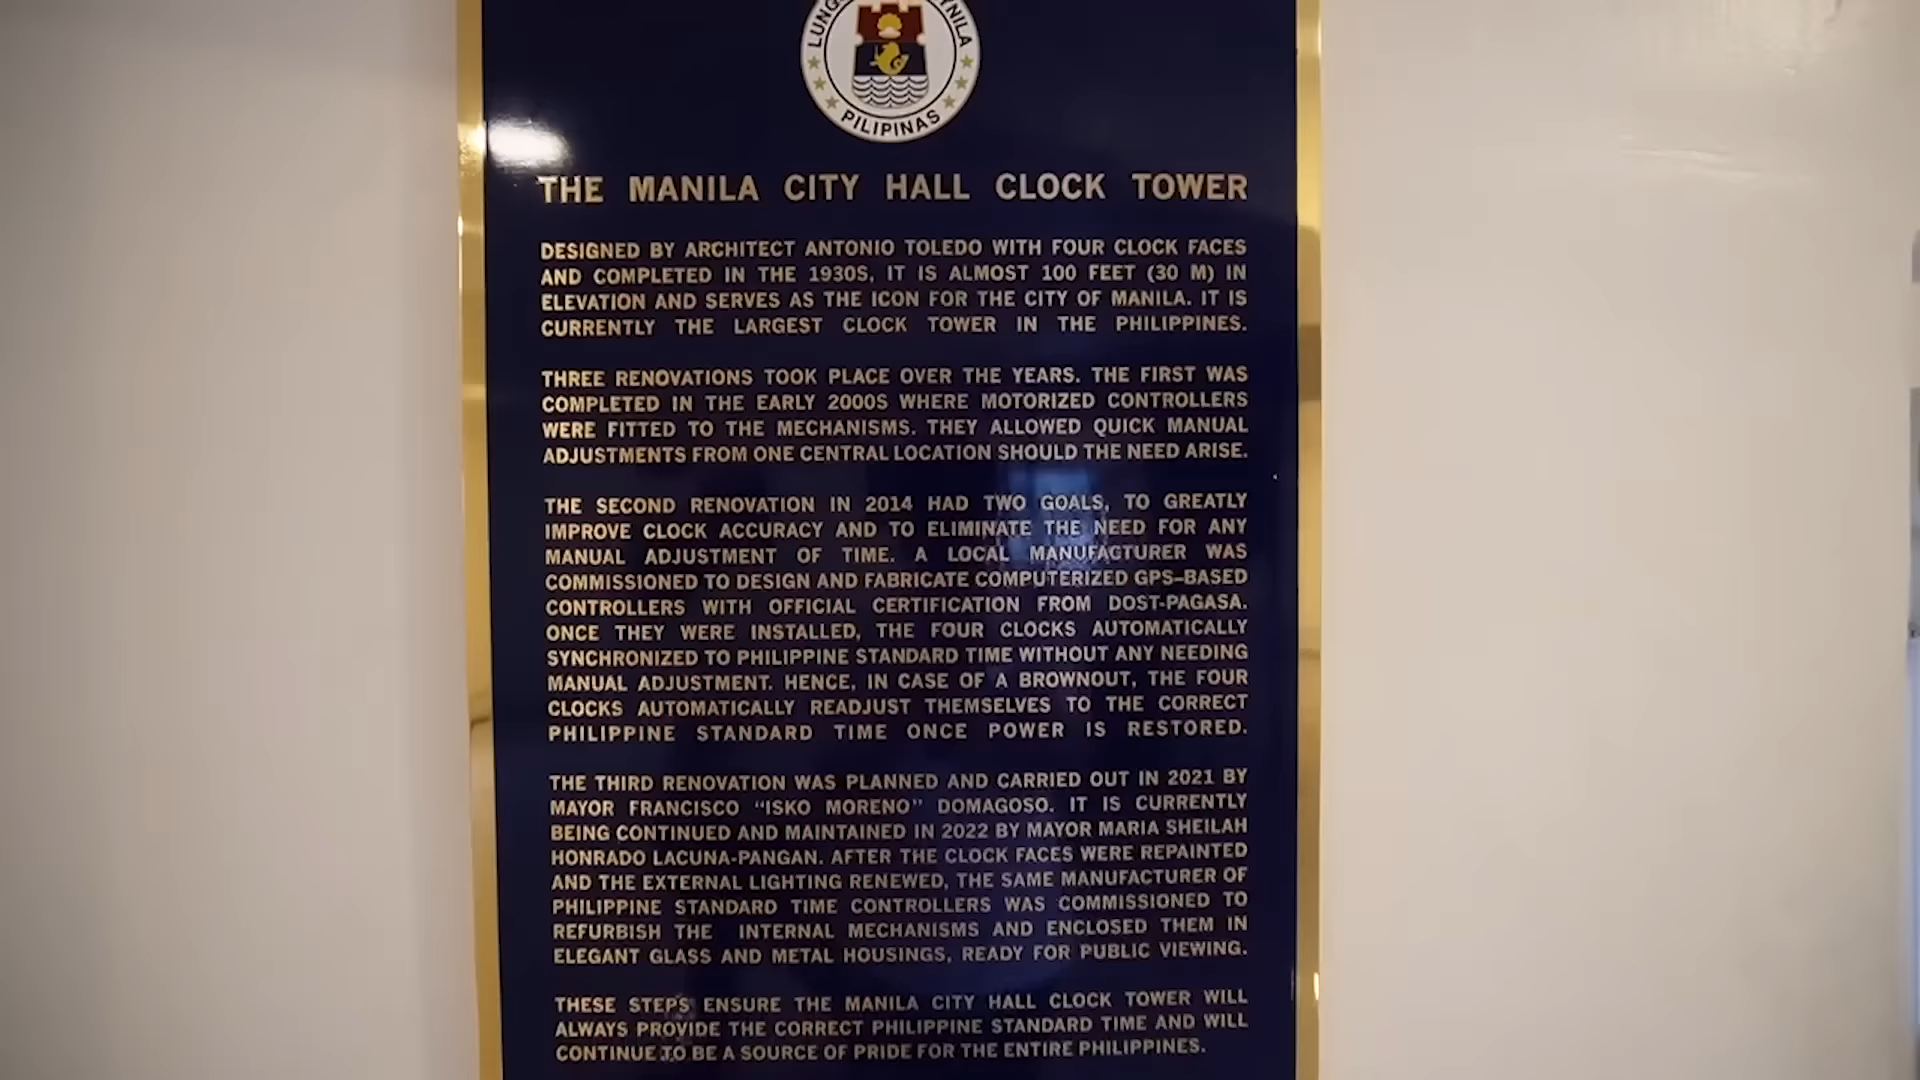 LUNG
YNILA
PILIPINAS
THE MANILA CITY HALL CLOCK TOWER
DESIGNED BY ARCHITECT ANTONIO TOLEDO WITH FOUR CLOCK FACES
AND COMPLETED IN THE 1930S, IT IS ALMOST 100 FEET (30 M) IN
ELEVATION AND SERVES AS THE ICON FOR THE CITY OF MANILA. IT IS
CURRENTLY THE LARGEST CLOCK TOWER IN THE PHILIPPINES.
THREE RENOVATIONS TOOK PLACE OVER THE YEARS. THE FIRST WAS
COMPLETED IN THE EARLY 2000S WHERE MOTORIZED CONTROLLERS
WERE FITTED TO THE MECHANISMS. THEY ALLOWED QUICK MANUAL
ADJUSTMENTS FROM ONE CENTRAL LOCATION SHOULD THE NEED ARISE.
THE SECOND RENOVATION IN 2014 HAD TWO GOALS, TO GREATLY
IMPROVE CLOCK ACCURACY AND TO ELIMINATE THE NEED FOR ANY
MANUAL ADJUSTMENT OF TIME. A LOCAL MANUFACTURER WAS
COMMISSIONED TO DESIGN AND FABRICATE COMPUTERIZED GPS-BASED
CONTROLLERS WITH OFFICIAL CERTIFICATION FROM DOST-PAGASA.
ONCE THEY WERE INSTALLED, THE FOUR CLOCKS AUTOMATICALLY
SYNCHRONIZED TO PHILIPPINE STANDARD TIME WITHOUT ANY NEEDING
MANUAL ADJUSTMENT. HENCE, IN CASE OF A BROWNOUT, THE FOUR
CLOCKS AUTOMATICALLY READJUST THEMSELVES TO THE CORRECT
PHILIPPINE STANDARD TIME ONCE POWER IS RESTORED.
THE THIRD RENOVATION WAS PLANNED AND CARRIED OUT IN 2021 BY
MAYOR FRANCISCO “ISKO MORENO” DOMAGOSO. IT IS CURRENTLY
BEING CONTINUED AND MAINTAINED IN 2022 BY MAYOR MARIA SHEILAH
HONRADO LACUNA-PANGAN. AFTER THE CLOCK FACES WERE REPAINTED
AND THE EXTERNAL LIGHTING RENEWED, THE SAME MANUFACTURER OF
PHILIPPINE STANDARD TIME CONTROLLERS WAS COMMISSIONED TO
REFURBISH THE INTERNAL MECHANISMS AND ENCLOSED THEM IN
ELEGANT GLASS AND METAL HOUSINGS, READY FOR PUBLIC VIEWING.
THESE STEPS ENSURE THE MANILA CITY HALL CLOCK TOWER WILL
ALWAYS PROVIDE THE CORRECT PHILIPPINE STANDARD TIME AND WILL
CONTINUE TO BE A SOURCE OF PRIDE FOR THE ENTIRE PHILIPPINES.